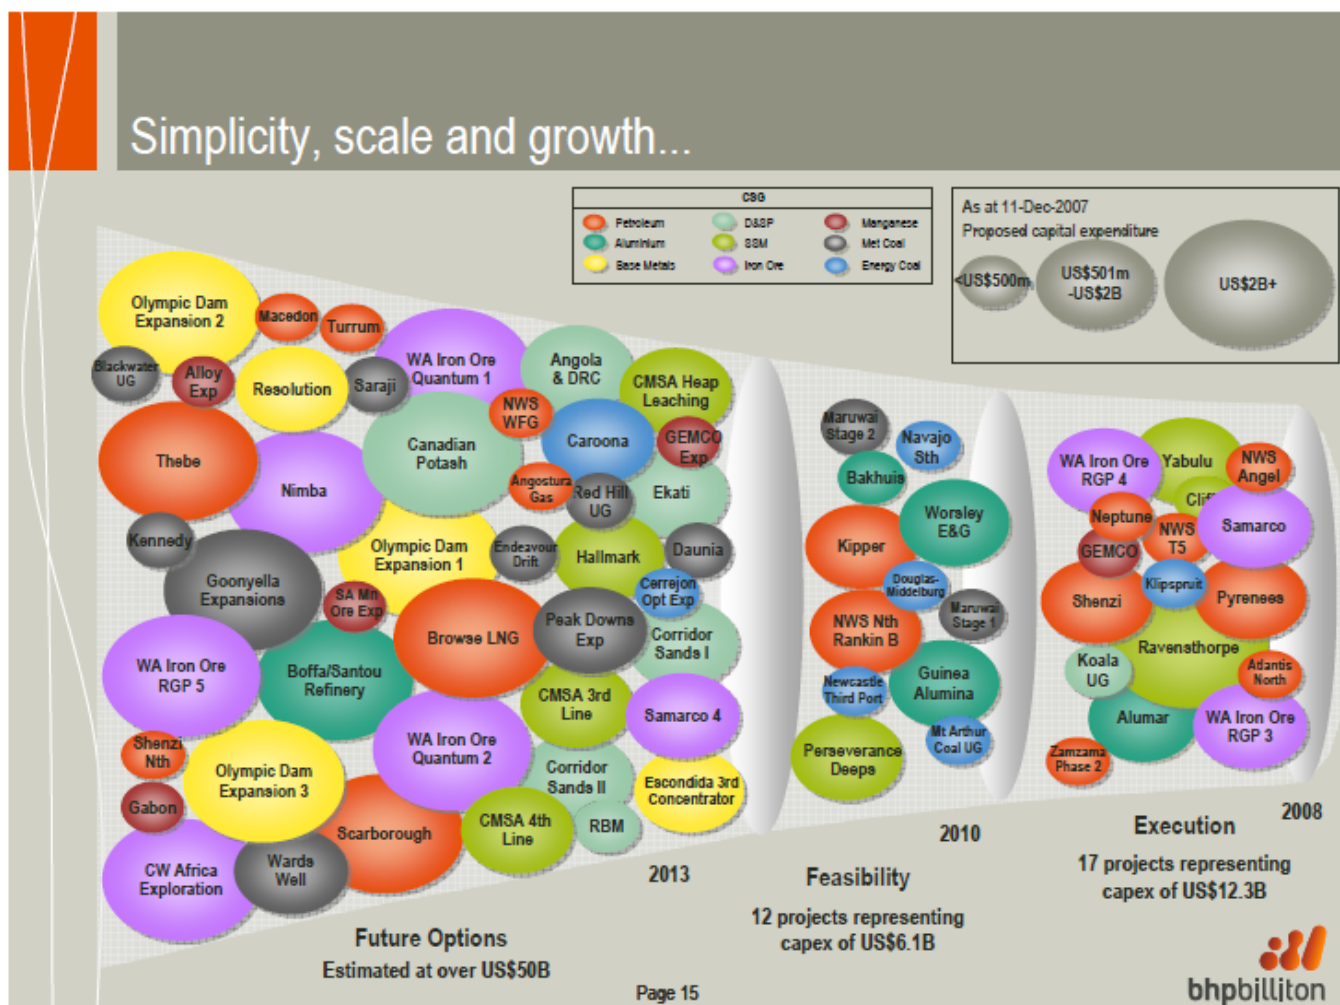 Simplicity, scale and growth...
CSG
Petroleum
D&SP
Manganese
Aluminium
SSM
Met Coal
Base Metals
Iron Ore
Energy Coal
As at 11-Dec-2007
Proposed capital expenditure
<US$500m
US$501m
-US$2B
US$2B+
Olympic Dam
Expansion 2
Macedon
Turrum
Blackwater
UG
Alloy
Exp
Resolution
Saraji
WA Iron Ore
Quantum 1
Angola
& DRC
CMSA Heap
Leaching
NWS
WFG
Caroona
GEMCO
Exp
Thebe
Nimba
Canadian
Potash
Angostura
Gas
Red Hill
UG
Ekati
Kennedy
Goonyella
Expansions
Olympic Dam
Expansion 1
Endeavour
Drift
Hallmark
Daunia
SA Mn
Ore Exp
Browse LNG
Peak Downs
Exp
Cerrejon
Opt Exp
Corridor
Sands I
WA Iron Ore
RGP 5
Boffa/Santou
Refinery
CMSA 3rd
Line
Samarco 4
Shenzi
Nth
WA Iron Ore
Quantum 2
Olympic Dam
Expansion 3
Corridor
Sands II
Escondida 3rd
Concentrator
Gabon
Scarborough
CMSA 4th
Line
RBM
CW Africa
Exploration
Wards
Well
2013
Future Options
Estimated at over US$50B
Maruwai
Stage 2
Navajo
Sth
Bakhuis
Worsley
E&G
Kipper
Douglas-
Middelburg
Maruwai
Stage 1
NWS Nth
Rankin B
Newcastle
Third Port
Guinea
Alumina
Perseverance
Deeps
Mt Arthur
Coal UG
2010
Feasibility
12 projects representing
capex of US$6.1B
WA Iron Ore
RGP 4
Yabulu
NWS
Angel
Neptune
NWS
T5
Samarco
GEMCO
Shenzi
Klipspruit
Pyrenees
Ravensthorpe
Koala
UG
Atlantis
North
Alumar
WA Iron Ore
RGP 3
Zamzama
Phase 2
2008
Execution
17 projects representing
capex of US$12.3B
Page 15
bhpbilliton